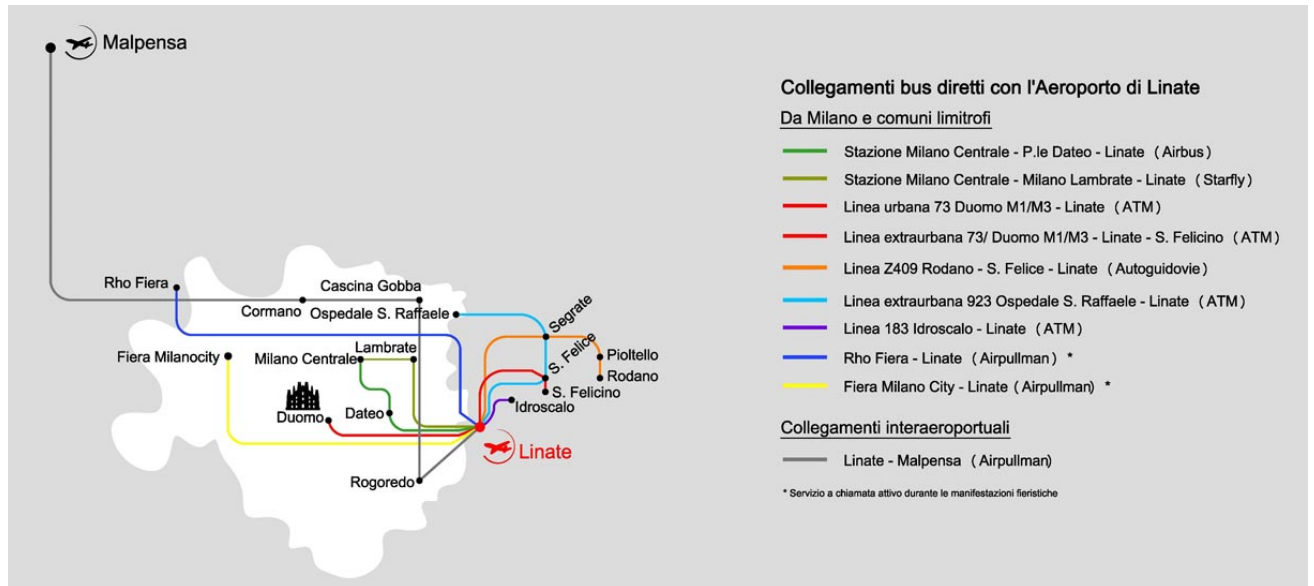 Malpensa
Rho Fiera
Cascina Gobba
Cormano
Ospedale S. Raffaele
Segrate
Fiera Milanocity
Milano Centrale
Lambrate
S. Felice
Pioltello
Rodano
S. Felicino
Idroscalo
Duomo
Dateo
Linate
Rogoredo
Collegamenti bus diretti con l'Aeroporto di Linate
Da Milano e comuni limitrofi
Stazione Milano Centrale - P.le Dateo - Linate ( Airbus)
Stazione Milano Centrale - Milano Lambrate - Linate ( Starfly)
Linea urbana 73 Duomo M1/M3 - Linate ( ATM)
Linea extraurbana 73/ Duomo M1/M3 - Linate - S. Felicino ( ATM)
Linea Z409 Rodano - S. Felice - Linate ( Autoguidovie)
Linea extraurbana 923 Ospedale S. Raffaele - Linate ( ATM)
Linea 183 Idroscalo - Linate ( ATM)
Rho Fiera - Linate ( Airpullman) *
Fiera Milano City - Linate ( Airpullman) *
Collegamenti interaeroportuali
Linate - Malpensa ( Airpullman)
* Servizio a chiamata attivo durante le manifestazioni fieristiche